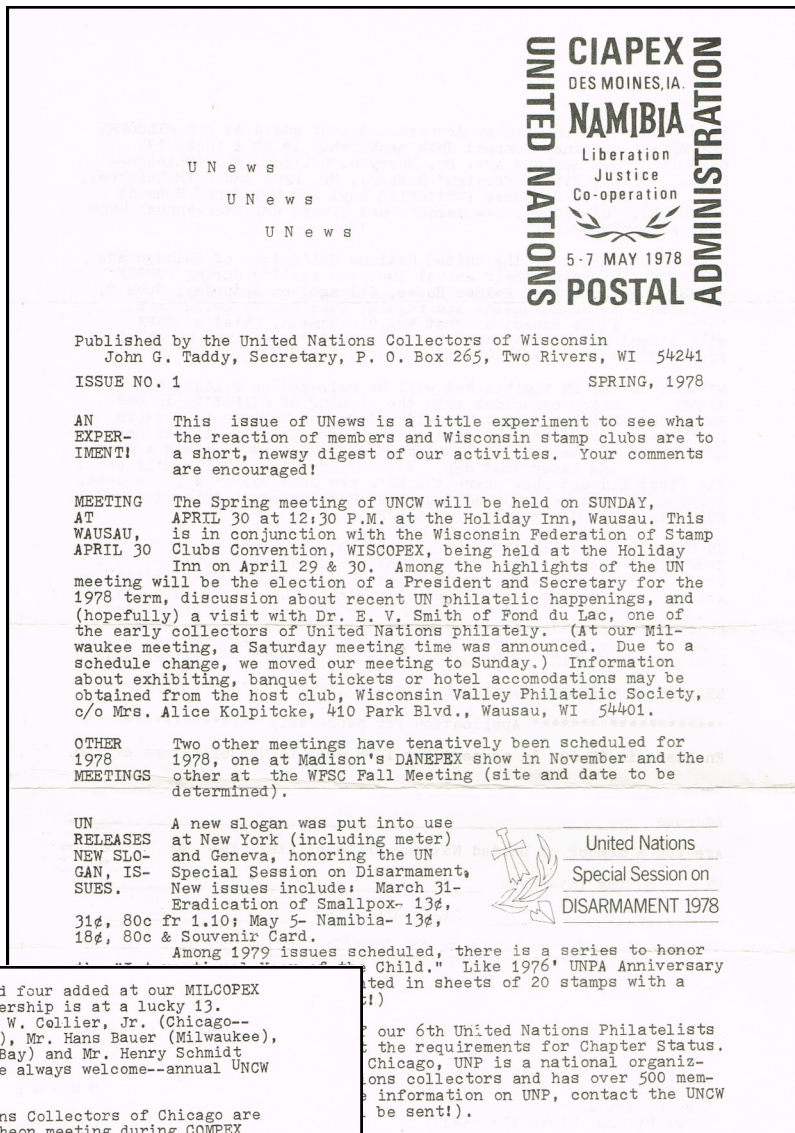 UNITED NATIONS
CIAPEX
DES MOINES, IA.
NAMIBIA
Liberation
Justice
Co-operation
5-7 MAY 1978
POSTAL
ADMINISTRATION
UNews
UNews
UNews
Published by the United Nations Collectors of Wisconsin
John G. Taddy, Secretary, P. O. Box 265, Two Rivers, WI 54241
ISSUE NO. 1 SPRING, 1978
AN This issue of UNews is a little experiment to see what
EXPER- the reaction of members and Wisconsin stamp clubs are to
IMENT! a short, newsy digest of our activities. Your comments
are encouraged!
MEETING The Spring meeting of UNCW will be held on SUNDAY,
AT APRIL 30 at 12:30 P.M. at the Holiday Inn, Wausau. This
WAUSAU, is in conjunction with the Wisconsin Federation of Stamp
APRIL 30 Clubs Convention, WISCOPEX, being held at the Holiday
Inn on April 29 & 30. Among the highlights of the UN
meeting will be the election of a President and Secretary for the
1978 term, discussion about recent UN philatelic happenings, and
(hopefully) a visit with Dr. E. V. Smith of Fond du Lac, one of
the early collectors of United Nations philately. (At our Mil-
waukee meeting, a Saturday meeting time was announced. Due to a
schedule change, we moved our meeting to Sunday.) Information
about exhibiting, banquet tickets or hotel accomodations may be
obtained from the host club, Wisconsin Valley Philatelic Society,
c/o Mrs. Alice Kolpitcke, 410 Park Blvd., Wausau, WI 54401.
OTHER Two other meetings have tenatively been scheduled for
1978 1978, one at Madison's DANEPEX show in November and the
MEETINGS other at the WFSC Fall Meeting (site and date to be
determined).
UN A new slogan was put into use
RELEASES at New York (including meter)
NEW SLO- and Geneva, honoring the UN
GAN, IS- Special Session on Disarmament.
SUES. New issues include: March 31-
Eradication of Smallpox- 13¢,
31¢, 80c fr 1.10; May 5- Namibia- 13¢,
18¢, 80c & Souvenir Card.
United Nations
Special Session on
DISARMAMENT 1978
Among 1979 issues scheduled, there is a series to honor
the Child." Like 1976' UNPA Anniversary
ted in sheets of 20 stamps with a
t!)
our 6th United Nations Philatelists
t the requirements for Chapter Status.
Chicago, UNP is a national organiz-
ions collectors and has over 500 mem-
e information on UNP, contact the UNCW
be sent!).
d four added at our MILCOPEX
ership is at a lucky 13.
W. Collier, Jr. (Chicago--
), Mr. Hans Bauer (Milwaukee),
Bay) and Mr. Henry Schmidt
e always welcome--annual UNCW
ns Collectors of Chicago are
cheon meeting during COMPEX